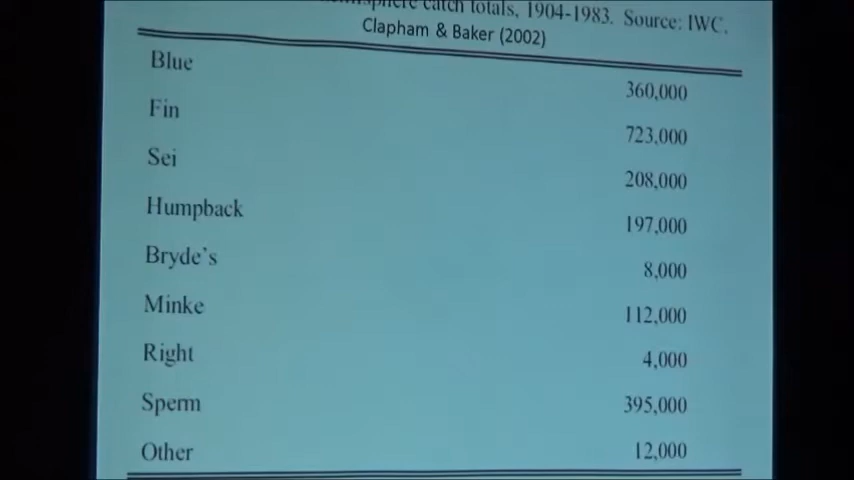 catch totals, 1904-1983. Source: IWC.
Clapham & Baker (2002)
Blue 360,000
Fin 723,000
Sei 208,000
Humpback 197,000
Bryde's 8,000
Minke 112,000
Right 4,000
Sperm 395,000
Other 12,000